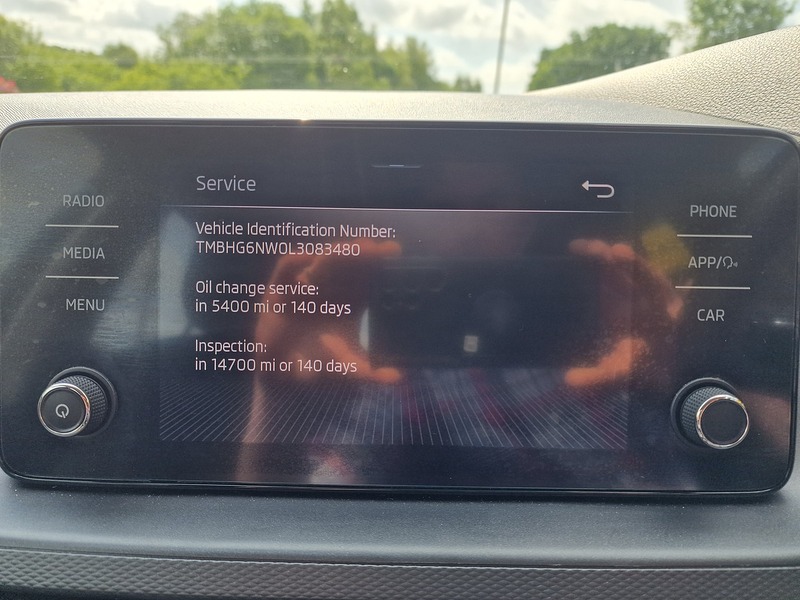 Service
RADIO
MEDIA
MENU
Vehicle Identification Number:
TMBHG6NW0L3083480
Oil change service:
in 5400 mi or 140 days
Inspection:
in 14700 mi or 140 days
PHONE
APP/
CAR